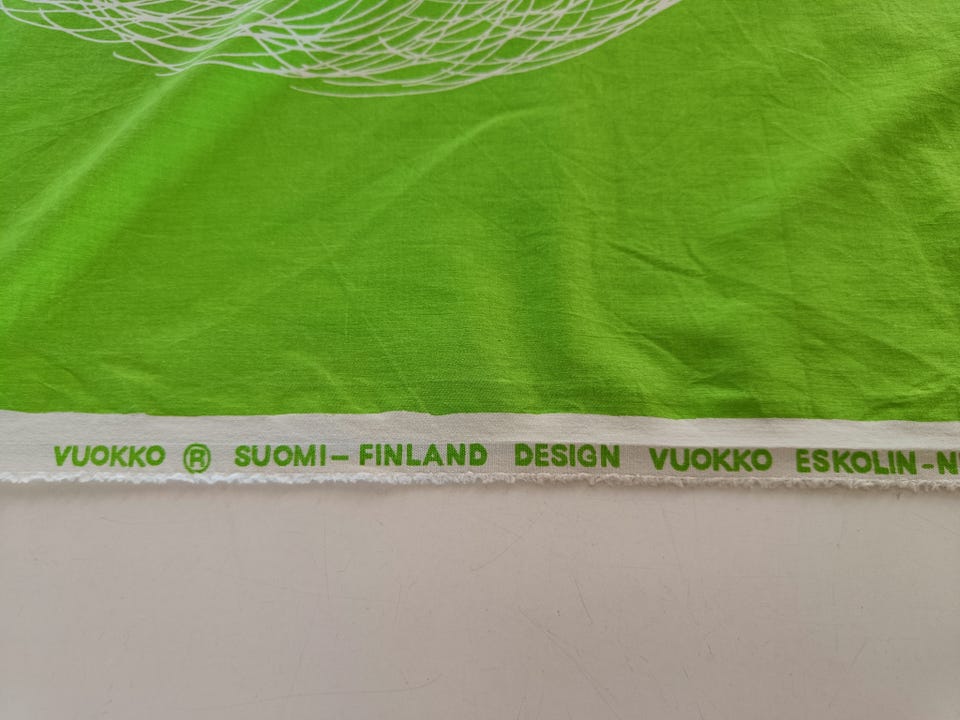 VUOKKO ® SUOMI – FINLAND DESIGN VUOKKO ESKOLIN-N